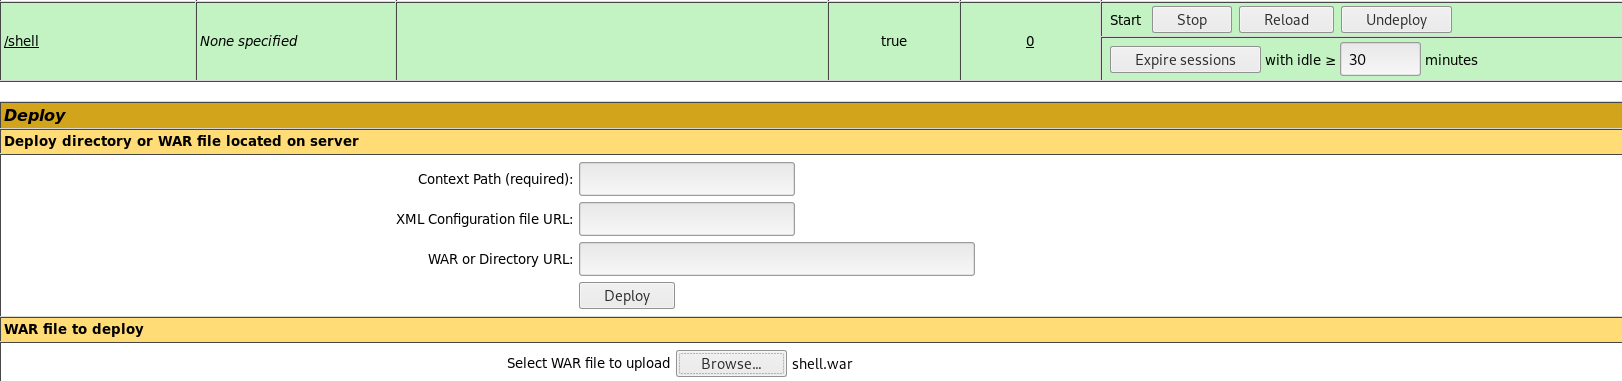 Start Stop Reload Undeploy
/shell None specified true 0
Expire sessions with idle ≥ 30 minutes
Deploy
Deploy directory or WAR file located on server
Context Path (required):
XML Configuration file URL:
WAR or Directory URL:
Deploy
WAR file to deploy
Select WAR file to upload Browse... shell.war